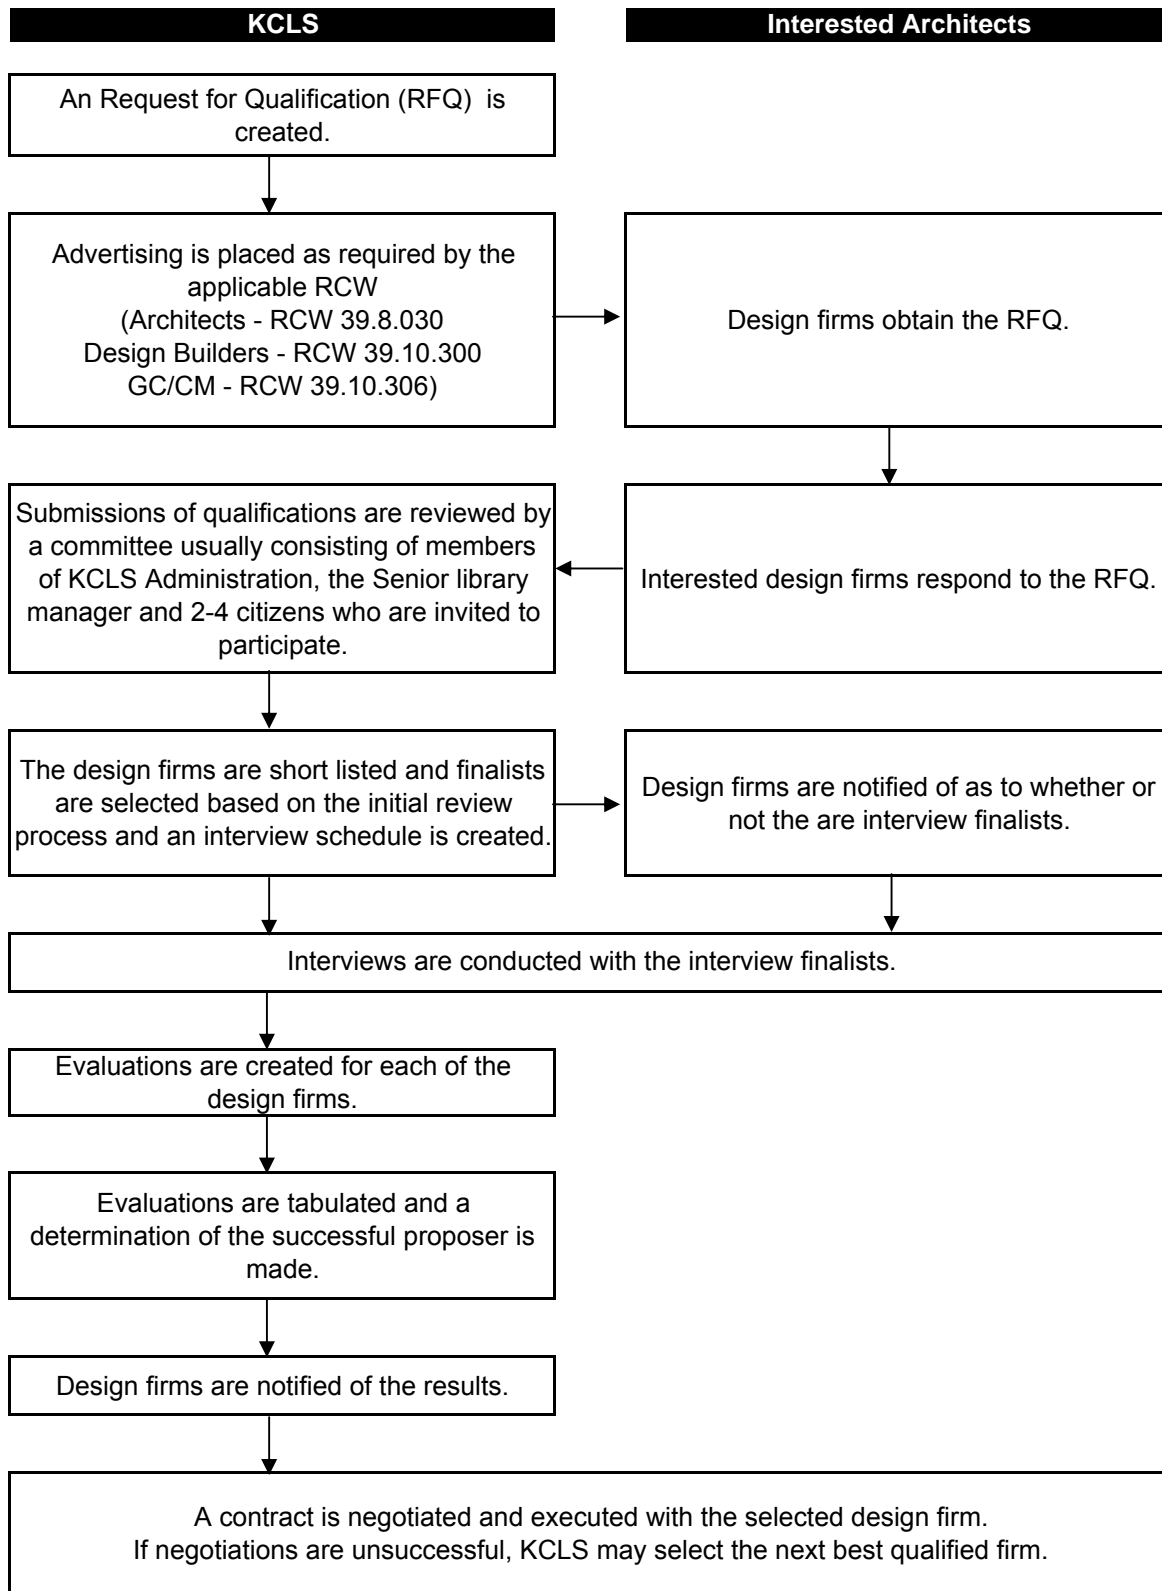 KCLS
Interested Architects
An Request for Qualification (RFQ) is
created.
Advertising is placed as required by the
applicable RCW
(Architects - RCW 39.8.030
Design Builders - RCW 39.10.300
GC/CM - RCW 39.10.306)
Design firms obtain the RFQ.
Submissions of qualifications are reviewed by
a committee usually consisting of members
of KCLS Administration, the Senior library
manager and 2-4 citizens who are invited to
participate.
Interested design firms respond to the RFQ.
The design firms are short listed and finalists
are selected based on the initial review
process and an interview schedule is created.
Design firms are notified of as to whether or
not the are interview finalists.
Interviews are conducted with the interview finalists.
Evaluations are created for each of the
design firms.
Evaluations are tabulated and a
determination of the successful proposer is
made.
Design firms are notified of the results.
A contract is negotiated and executed with the selected design firm.
If negotiations are unsuccessful, KCLS may select the next best qualified firm.